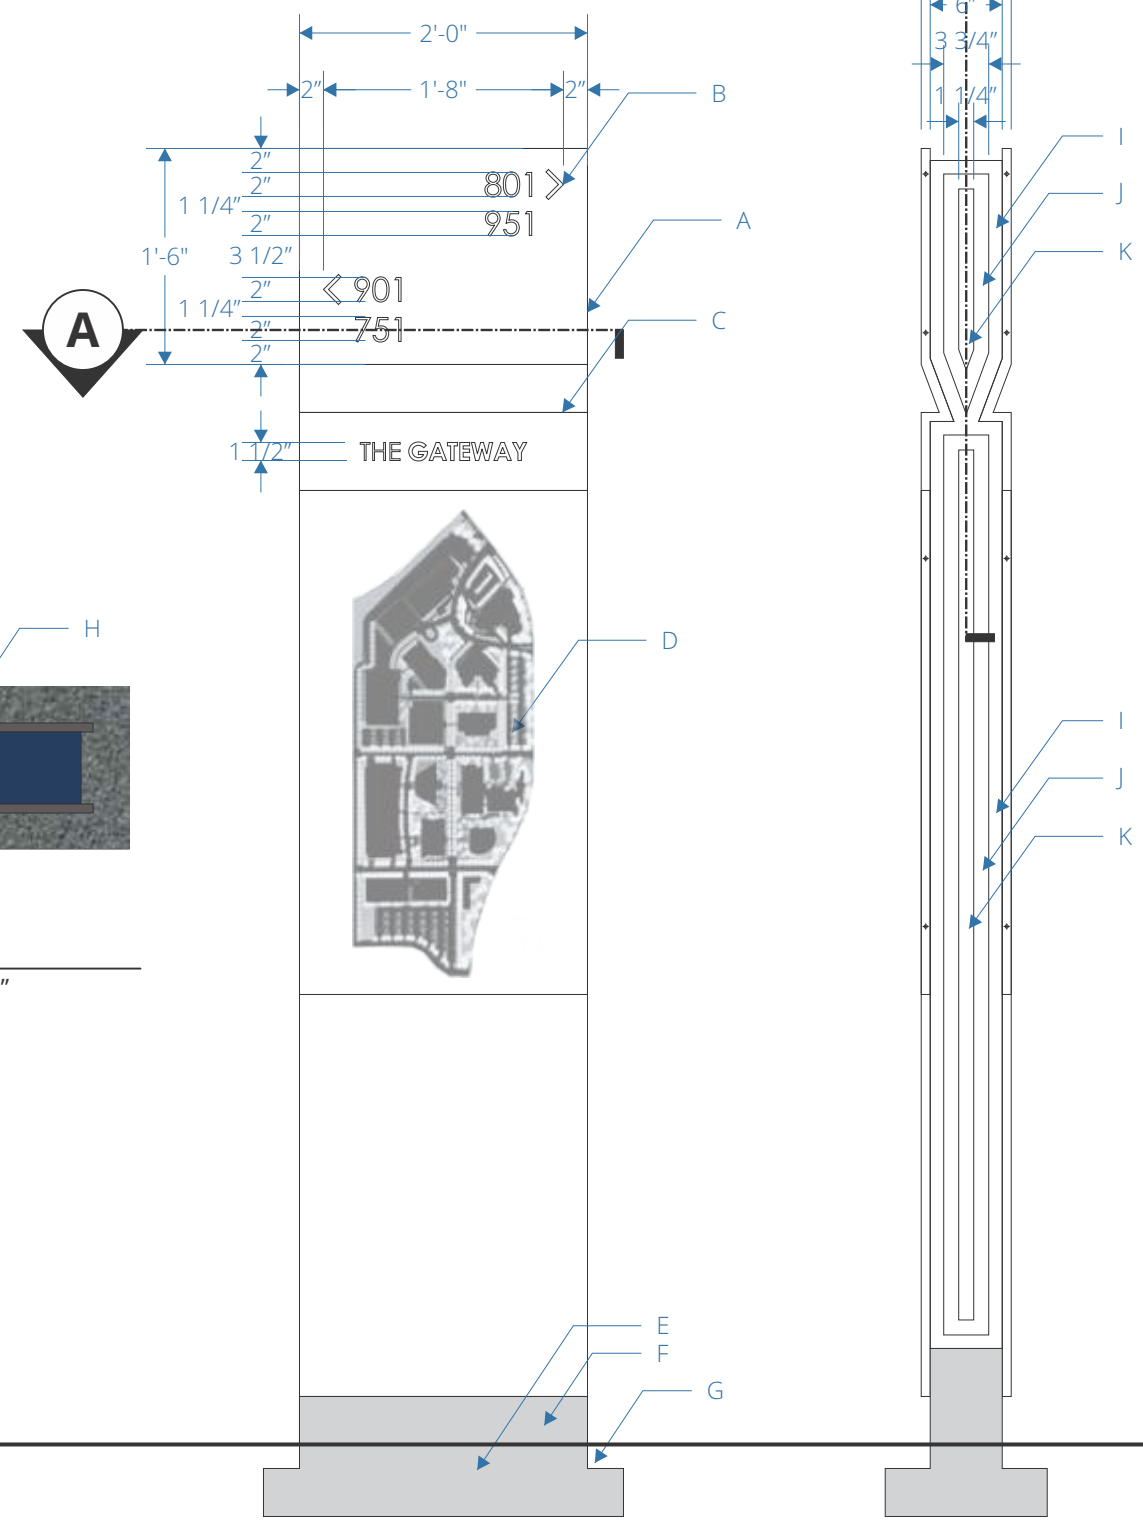 2'-0"
2” 1'-8" 2”
B
2”
801
2”
1 1/4”
951
2”
A
1'-6"
3 1/2”
901
2”
1 1/4”
A
751
2”
C
2”
1 1/2”
THE GATEWAY
H
D
”
E
F
G
6”
3 3/4”
1 1/4”
I
J
K
I
J
K